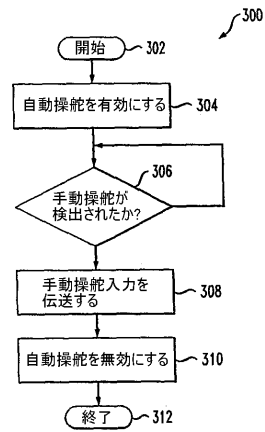 300
開始
302
自動操舵を有効にする
304
306
手動操舵が
検出されたか?
手動操舵入力を
伝送する
308
自動操舵を無効にする
310
終了
312